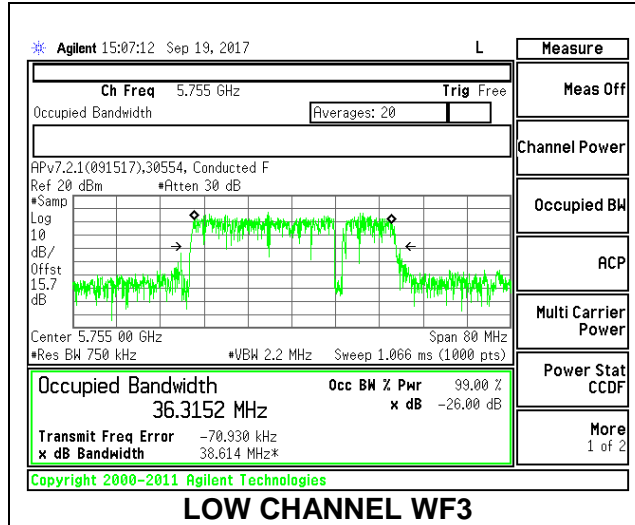 Agilent 15:07:12 Sep 19, 2017 L
Measure
Ch Freq 5.755 GHz Trig Free
Occupied Bandwidth Averages: 20
Meas Off
Channel Power
APv7.2.1(091517),30554, Conducted F
Ref 20 dBm #Atten 30 dB
#Samp
Log
10
dB/
Offst
15.7
dB
Occupied BW
ACP
Center 5.755 00 GHz Span 80 MHz
#Res BW 750 kHz #VBW 2.2 MHz Sweep 1.066 ms (1000 pts)
Multi Carrier
Power
Occupied Bandwidth Occ BW % Pwr 99.00 %
36.3152 MHz x dB -26.00 dB
Transmit Freq Error -70.930 kHz
x dB Bandwidth 38.614 MHz*
Power Stat
CCDF
More
1 of 2
Copyright 2000-2011 Agilent Technologies
LOW CHANNEL WF3